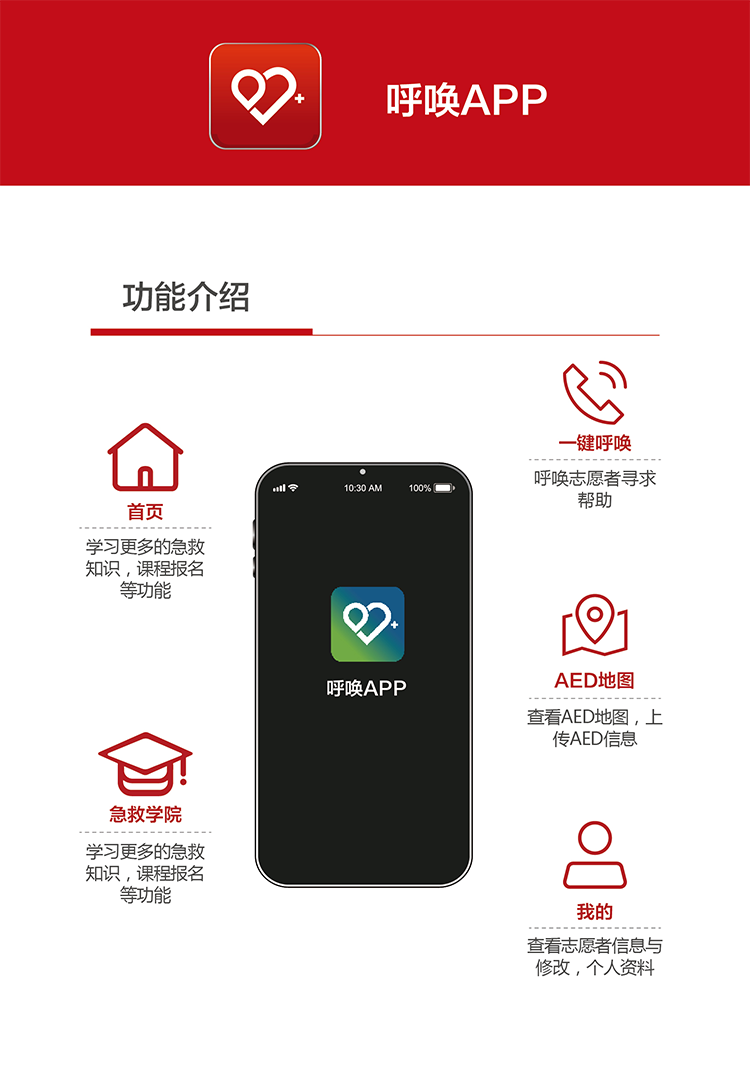 呼唤APP
功能介绍
首页
学习更多的急救
知识，课程报名
等功能
急救学院
学习更多的急救
知识，课程报名
等功能
10:30 AM
100%
呼唤APP
一键呼唤
呼唤志愿者寻求
帮助
AED地图
查看AED地图，上
传AED信息
我的
查看志愿者信息与
修改，个人资料